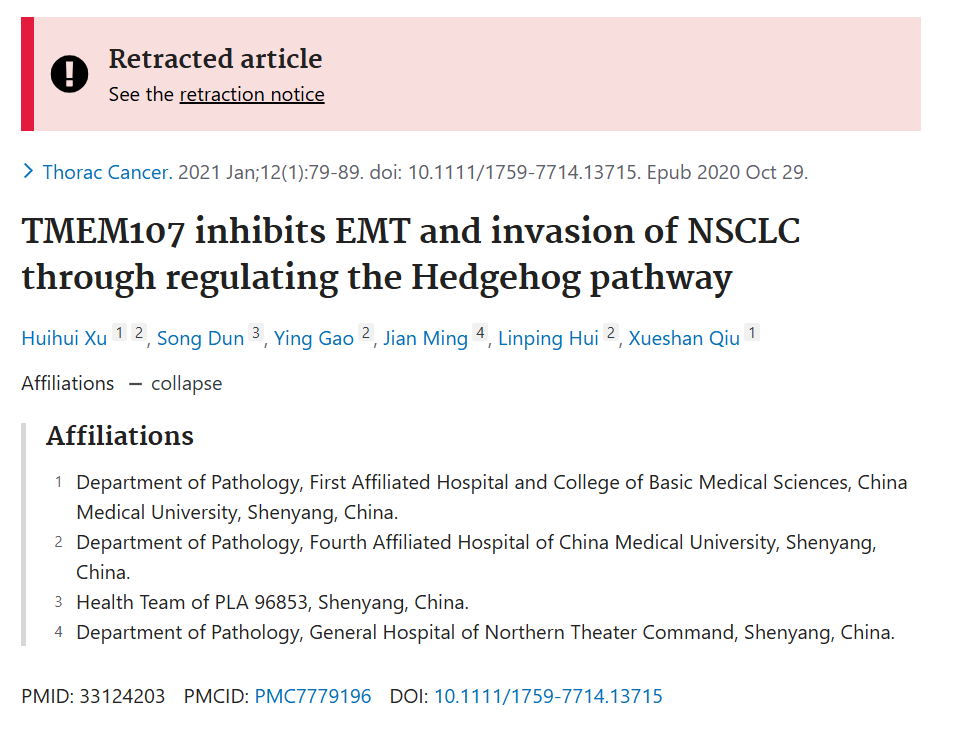 Retracted article
See the retraction notice
Thorac Cancer. 2021 Jan;12(1):79-89. doi: 10.1111/1759-7714.13715. Epub 2020 Oct 29.
TMEM107 inhibits EMT and invasion of NSCLC
through regulating the Hedgehog pathway
Huihui Xu 1 2, Song Dun 3, Ying Gao 2, Jian Ming 4, Linping Hui 2, Xueshan Qiu 1
Affiliations — collapse
Affiliations
1 Department of Pathology, First Affiliated Hospital and College of Basic Medical Sciences, China
Medical University, Shenyang, China.
2 Department of Pathology, Fourth Affiliated Hospital of China Medical University, Shenyang,
China.
3 Health Team of PLA 96853, Shenyang, China.
4 Department of Pathology, General Hospital of Northern Theater Command, Shenyang, China.
PMID: 33124203 PMCID: PMC7779196 DOI: 10.1111/1759-7714.13715